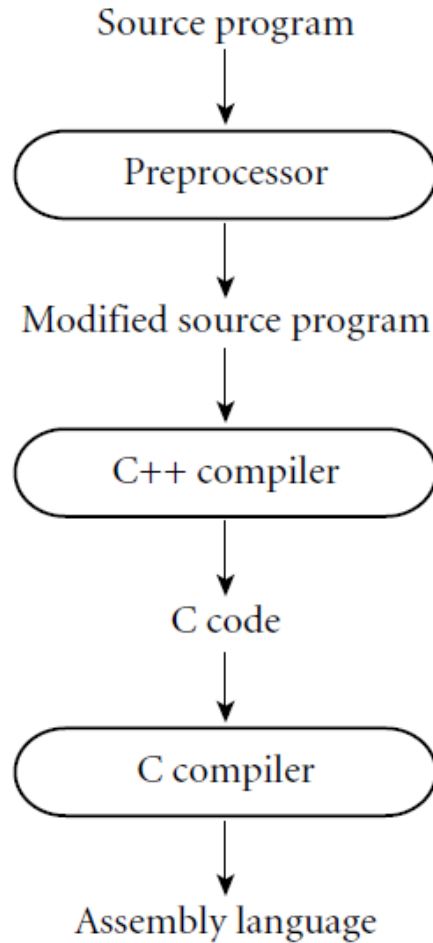 Source program
Preprocessor
Modified source program
C++ compiler
C code
C compiler
Assembly language